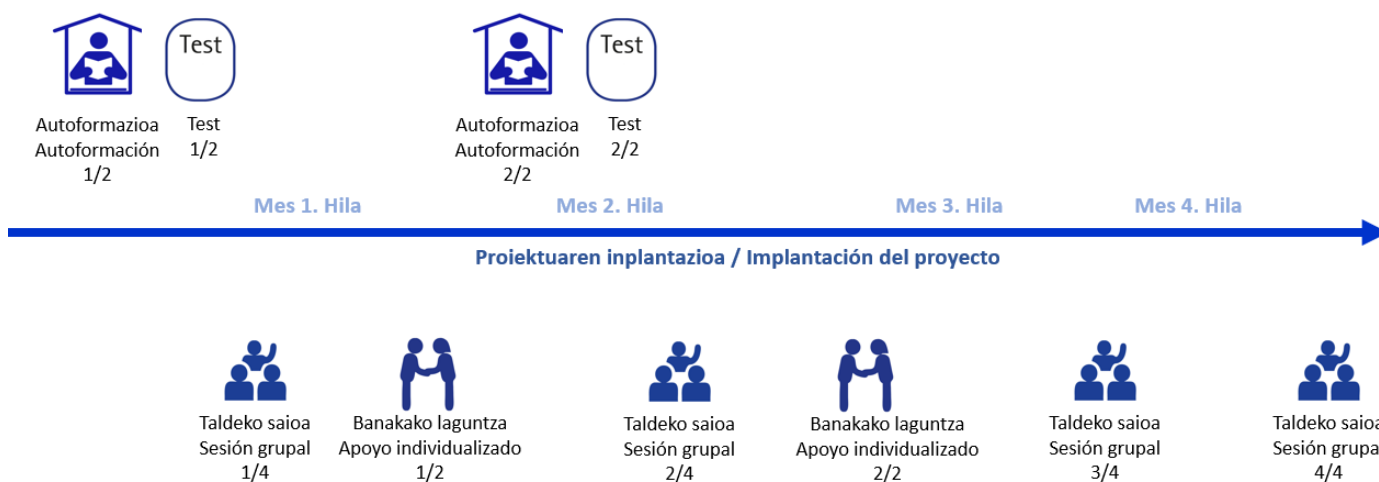 Test
Test
Autoformazioa
Autoformación
1/2
Test
1/2
Autoformazioa
Autoformación
2/2
Test
2/2
Mes 1. Hila
Mes 2. Hila
Mes 3. Hila
Mes 4. Hila
Proiektuaren inplantazioa / Implantación del proyecto
Taldeko saioa
Sesión grupal
1/4
Banakako laguntza
Apoyo individualizado
1/2
Taldeko saioa
Sesión grupal
2/4
Banakako laguntza
Apoyo individualizado
2/2
Taldeko saioa
Sesión grupal
3/4
Taldeko saioa
Sesión grupal
4/4